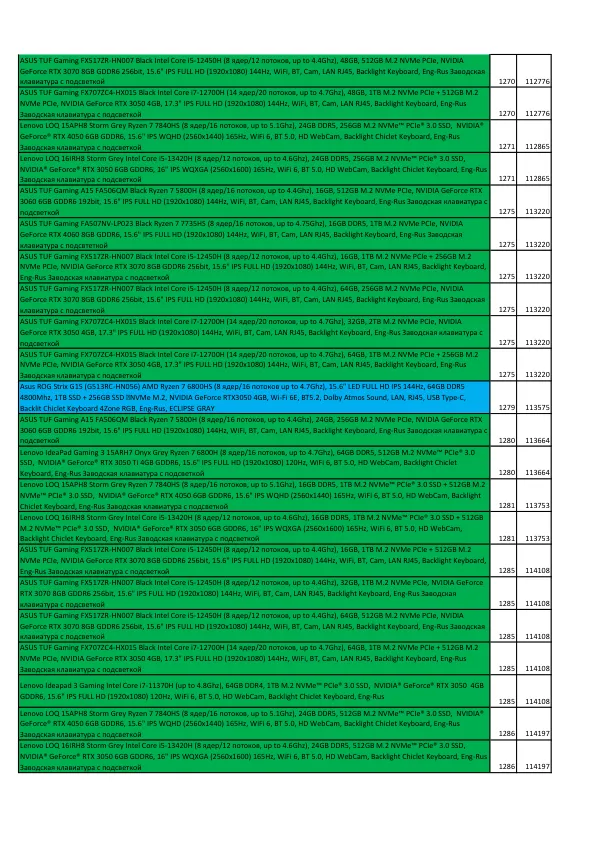 ASUS TUF Gaming FX517ZR-HN007 Black Intel Core i5-12450H (8 ядер/12 потоков, up to 4.4Ghz), 48GB, 512GB M.2 NVMe PCIe, NVIDIA
GeForce RTX 3070 8GB GDDR6 256bit, 15.6" IPS FULL HD (1920x1080) 144Hz, WiFi, BT, Cam, LAN RJ45, Backlight Keyboard, Eng-Rus Заводская
клавиатура с подсветкой 1270 112776
ASUS TUF Gaming FX707ZC4-HX015 Black Intel Core i7-12700H (14 ядер/20 потоков, up to 4.7Ghz), 48GB, 1TB M.2 NVMe PCIe + 512GB M.2
NVMe PCIe, NVIDIA GeForce RTX 3050 4GB, 17.3" IPS FULL HD (1920x1080) 144Hz, WiFi, BT, Cam, LAN RJ45, Backlight Keyboard, Eng-Rus
Заводская клавиатура с подсветкой 1270 112776
Lenovo LOQ 15APH8 Storm Grey Ryzen 7 7840HS (8 ядер/16 потоков, up to 5.1Ghz), 24GB DDR5, 256GB M.2 NVMe™ PCIe® 3.0 SSD, NVIDIA®
GeForce® RTX 4050 6GB GDDR6, 15.6" IPS WQHD (2560x1440) 165Hz, WiFi 6, BT 5.0, HD WebCam, Backlight Chiclet Keyboard, Eng-Rus
Заводская клавиатура с подсветкой 1271 112865
Lenovo LOQ 16IRH8 Storm Grey Intel Core i5-13420H (8 ядер/12 потоков, up to 4.6Ghz), 24GB DDR5, 256GB M.2 NVMe™ PCIe® 3.0 SSD,
NVIDIA® GeForce® RTX 3050 6GB GDDR6, 16" IPS WQXGA (2560x1600) 165Hz, WiFi 6, BT 5.0, HD WebCam, Backlight Chiclet Keyboard, Eng-Rus
Заводская клавиатура с подсветкой 1271 112865
ASUS TUF Gaming A15 FA506QM Black Ryzen 7 5800H (8 ядер/16 потоков, up to 4.4Ghz), 16GB, 512GB M.2 NVMe PCIe, NVIDIA GeForce RTX
3060 6GB GDDR6 192bit, 15.6" IPS FULL HD (1920x1080) 144Hz, WiFi, BT, Cam, LAN RJ45, Backlight Keyboard, Eng-Rus Заводская клавиатура с
подсветкой 1275 113220
ASUS TUF Gaming FA507NV-LP023 Black Ryzen 7 7735HS (8 ядер/16 потоков, up to 4.75Ghz), 16GB DDR5, 1TB M.2 NVMe PCIe, NVIDIA
GeForce RTX 4060 8GB GDDR6, 15.6" IPS FULL HD (1920x1080) 144Hz, WiFi, BT, Cam, LAN RJ45, Backlight Keyboard, Eng-Rus Заводская
клавиатура с подсветкой 1275 113220
ASUS TUF Gaming FX517ZR-HN007 Black Intel Core i5-12450H (8 ядер/12 потоков, up to 4.4Ghz), 16GB, 1TB M.2 NVMe PCIe + 256GB M.2
NVMe PCIe, NVIDIA GeForce RTX 3070 8GB GDDR6 256bit, 15.6" IPS FULL HD (1920x1080) 144Hz, WiFi, BT, Cam, LAN RJ45, Backlight Keyboard,
Eng-Rus Заводская клавиатура с подсветкой 1275 113220
ASUS TUF Gaming FX517ZR-HN007 Black Intel Core i5-12450H (8 ядер/12 потоков, up to 4.4Ghz), 64GB, 256GB M.2 NVMe PCIe, NVIDIA
GeForce RTX 3070 8GB GDDR6 256bit, 15.6" IPS FULL HD (1920x1080) 144Hz, WiFi, BT, Cam, LAN RJ45, Backlight Keyboard, Eng-Rus Заводская
клавиатура с подсветкой 1275 113220
ASUS TUF Gaming FX707ZC4-HX015 Black Intel Core i7-12700H (14 ядер/20 потоков, up to 4.7Ghz), 32GB, 2TB M.2 NVMe PCIe, NVIDIA
GeForce RTX 3050 4GB, 17.3" IPS FULL HD (1920x1080) 144Hz, WiFi, BT, Cam, LAN RJ45, Backlight Keyboard, Eng-Rus Заводская клавиатура с
подсветкой 1275 113220
ASUS TUF Gaming FX707ZC4-HX015 Black Intel Core i7-12700H (14 ядер/20 потоков, up to 4.7Ghz), 64GB, 1TB M.2 NVMe PCIe + 256GB M.2
NVMe PCIe, NVIDIA GeForce RTX 3050 4GB, 17.3" IPS FULL HD (1920x1080) 144Hz, WiFi, BT, Cam, LAN RJ45, Backlight Keyboard, Eng-Rus
Заводская клавиатура с подсветкой 1275 113220
Asus ROG Strix G15 (G513RC-HN056) AMD Ryzen 7 6800HS (8 ядер/16 потоков up to 4.7Ghz), 15.6" LED FULL HD IPS 144Hz, 64GB DDR5
4800Mhz, 1TB SSD + 256GB SSD NVMe M.2, NVIDIA GeForce RTX3050 4GB, Wi-Fi 6E, BT5.2, Dolby Atmos Sound, LAN, RJ45, USB Type-C,
Backlit Chiclet Keyboard 4Zone RGB, Eng-Rus, ECLIPSE GRAY 1279 113575
ASUS TUF Gaming A15 FA506QM Black Ryzen 7 5800H (8 ядер/16 потоков, up to 4.4Ghz), 24GB, 256GB M.2 NVMe PCIe, NVIDIA GeForce RTX
3060 6GB GDDR6 192bit, 15.6" IPS FULL HD (1920x1080) 144Hz, WiFi, BT, Cam, LAN RJ45, Backlight Keyboard, Eng-Rus Заводская клавиатура с
подсветкой 1280 113664
Lenovo IdeaPad Gaming 3 15ARH7 Onyx Grey Ryzen 7 6800H (8 ядер/16 потоков, up to 4.7Ghz), 64GB DDR5, 512GB M.2 NVMe™ PCIe® 3.0
SSD, NVIDIA® GeForce® RTX 3050 TI 4GB GDDR6, 15.6" IPS FULL HD (1920x1080) 120Hz, WiFi 6, BT 5.0, HD WebCam, Backlight Chiclet
Keyboard, Eng-Rus Заводская клавиатура с подсветкой 1280 113664
Lenovo LOQ 15APH8 Storm Grey Ryzen 7 7840HS (8 ядер/16 потоков, up to 5.1Ghz), 16GB DDR5, 1TB M.2 NVMe™ PCIe® 3.0 SSD + 512GB M.2
NVMe™ PCIe® 3.0 SSD, NVIDIA® GeForce® RTX 4050 6GB GDDR6, 15.6" IPS WQHD (2560x1440) 165Hz, WiFi 6, BT 5.0, HD WebCam, Backlight
Chiclet Keyboard, Eng-Rus Заводская клавиатура с подсветкой 1281 113753
Lenovo LOQ 16IRH8 Storm Grey Intel Core i5-13420H (8 ядер/12 потоков, up to 4.6Ghz), 16GB DDR5, 1TB M.2 NVMe™ PCIe® 3.0 SSD + 512GB
M.2 NVMe™ PCIe® 3.0 SSD, NVIDIA® GeForce® RTX 3050 6GB GDDR6, 16" IPS WQXGA (2560x1600) 165Hz, WiFi 6, BT 5.0, HD WebCam,
Backlight Chiclet Keyboard, Eng-Rus Заводская клавиатура с подсветкой 1281 113753
ASUS TUF Gaming FX517ZR-HN007 Black Intel Core i5-12450H (8 ядер/12 потоков, up to 4.4Ghz), 16GB, 1TB M.2 NVMe PCIe + 512GB M.2
NVMe PCIe, NVIDIA GeForce RTX 3070 8GB GDDR6 256bit, 15.6" IPS FULL HD (1920x1080) 144Hz, WiFi, BT, Cam, LAN RJ45, Backlight Keyboard,
Eng-Rus Заводская клавиатура с подсветкой 1285 114108
ASUS TUF Gaming FX517ZR-HN007 Black Intel Core i5-12450H (8 ядер/12 потоков, up to 4.4Ghz), 32GB, 1TB M.2 NVMe PCIe, NVIDIA GeForce
RTX 3070 8GB GDDR6 256bit, 15.6" IPS FULL HD (1920x1080) 144Hz, WiFi, BT, Cam, LAN RJ45, Backlight Keyboard, Eng-Rus Заводская
клавиатура с подсветкой 1285 114108
ASUS TUF Gaming FX517ZR-HN007 Black Intel Core i5-12450H (8 ядер/12 потоков, up to 4.4Ghz), 64GB, 512GB M.2 NVMe PCIe, NVIDIA
GeForce RTX 3070 8GB GDDR6 256bit, 15.6" IPS FULL HD (1920x1080) 144Hz, WiFi, BT, Cam, LAN RJ45, Backlight Keyboard, Eng-Rus Заводская
клавиатура с подсветкой 1285 114108
ASUS TUF Gaming FX707ZC4-HX015 Black Intel Core i7-12700H (14 ядер/20 потоков, up to 4.7Ghz), 64GB, 1TB M.2 NVMe PCIe + 512GB M.2
NVMe PCIe, NVIDIA GeForce RTX 3050 4GB, 17.3" IPS FULL HD (1920x1080) 144Hz, WiFi, BT, Cam, LAN RJ45, Backlight Keyboard, Eng-Rus
Заводская клавиатура с подсветкой 1285 114108
Lenovo Ideapad 3 Gaming Intel Core i7-11370H (up to 4.8Ghz), 64GB DDR4, 1TB M.2 NVMe™ PCIe® 3.0 SSD, NVIDIA® GeForce® RTX 3050 4GB
GDDR6, 15.6" IPS FULL HD (1920x1080) 120Hz, WiFi 6, BT 5.0, HD WebCam, Backlight Chiclet Keyboard, Eng-Rus 1285 114108
Lenovo LOQ 15APH8 Storm Grey Ryzen 7 7840HS (8 ядер/16 потоков, up to 5.1Ghz), 24GB DDR5, 512GB M.2 NVMe™ PCIe® 3.0 SSD, NVIDIA®
GeForce® RTX 4050 6GB GDDR6, 15.6" IPS WQHD (2560x1440) 165Hz, WiFi 6, BT 5.0, HD WebCam, Backlight Chiclet Keyboard, Eng-Rus
Заводская клавиатура с подсветкой 1286 114197
Lenovo LOQ 16IRH8 Storm Grey Intel Core i5-13420H (8 ядер/12 потоков, up to 4.6Ghz), 24GB DDR5, 512GB M.2 NVMe™ PCIe® 3.0 SSD,
NVIDIA® GeForce® RTX 3050 6GB GDDR6, 16" IPS WQXGA (2560x1600) 165Hz, WiFi 6, BT 5.0, HD WebCam, Backlight Chiclet Keyboard, Eng-Rus
Заводская клавиатура с подсветкой 1286 114197